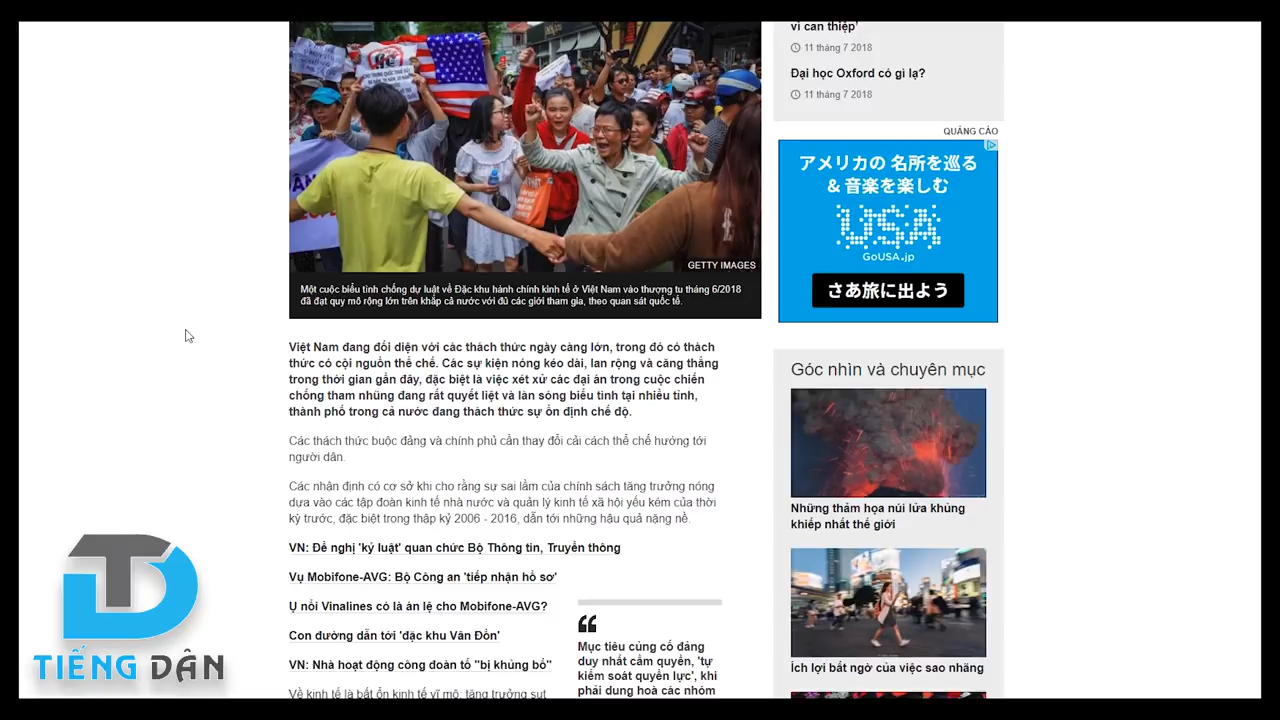 GETTY IMAGES
Một cuộc biểu tình chống dự luật về Đặc khu hành chính kinh tế ở Việt Nam vào thượng tu tháng 6/2018
đã đạt quy mô rộng lớn trên khắp cả nước với đủ các giới tham gia, theo quan sát quốc tế.
Việt Nam đang đối diện với các thách thức ngày càng lớn, trong đó có thách
thức có cội nguồn thể chế. Các sự kiện nóng kéo dài, lan rộng và căng thẳng
trong thời gian gần đây, đặc biệt là việc xét xử các đại án trong cuộc chiến
chống tham nhũng đang rất quyết liệt và làn sóng biểu tình tại nhiều tỉnh,
thành phố trong cả nước đang thách thức sự ổn định chế độ.
Các thách thức buộc đảng và chính phủ cần thay đổi cải cách thể chế hướng tới
người dân.
Các nhận định có cơ sở khi cho rằng sự sai lầm của chính sách tăng trưởng nóng
dựa vào các tập đoàn kinh tế nhà nước và quản lý kinh tế xã hội yếu kém của thời
kỳ trước, đặc biệt trong thập kỷ 2006 - 2016, dẫn tới những hậu quả nặng nề.
VN: Đề nghị 'kỷ luật' quan chức Bộ Thông tin, Truyền thông
Vụ Mobifone-AVG: Bộ Công an 'tiếp nhận hồ sơ'
Ụ nổi Vinalines có là án lệ cho Mobifone-AVG?
Con đường dẫn tới 'đặc khu Vân Đồn'
VN: Nhà hoạt động công đoàn tố "bị khủng bố"
Về kinh tế là bất ổn kinh tế vĩ mô, tăng trưởng sụt
Mục tiêu củng cố đảng
duy nhất cầm quyền, 'tự
kiểm soát quyền lực', khi
phải dung hoà các nhóm
vì can thiệp'
11 tháng 7 2018
Đại học Oxford có gì lạ?
11 tháng 7 2018
QUẢNG CÁO
アメリカの 名所を巡る
& 音楽を楽しむ
USA
GoUSA.jp
さあ旅に出よう
Góc nhìn và chuyên mục
Những thảm họa núi lửa khủng
khiếp nhất thế giới
Ích lợi bất ngờ của việc sao nhãng
TD
TIẾNG DÂN